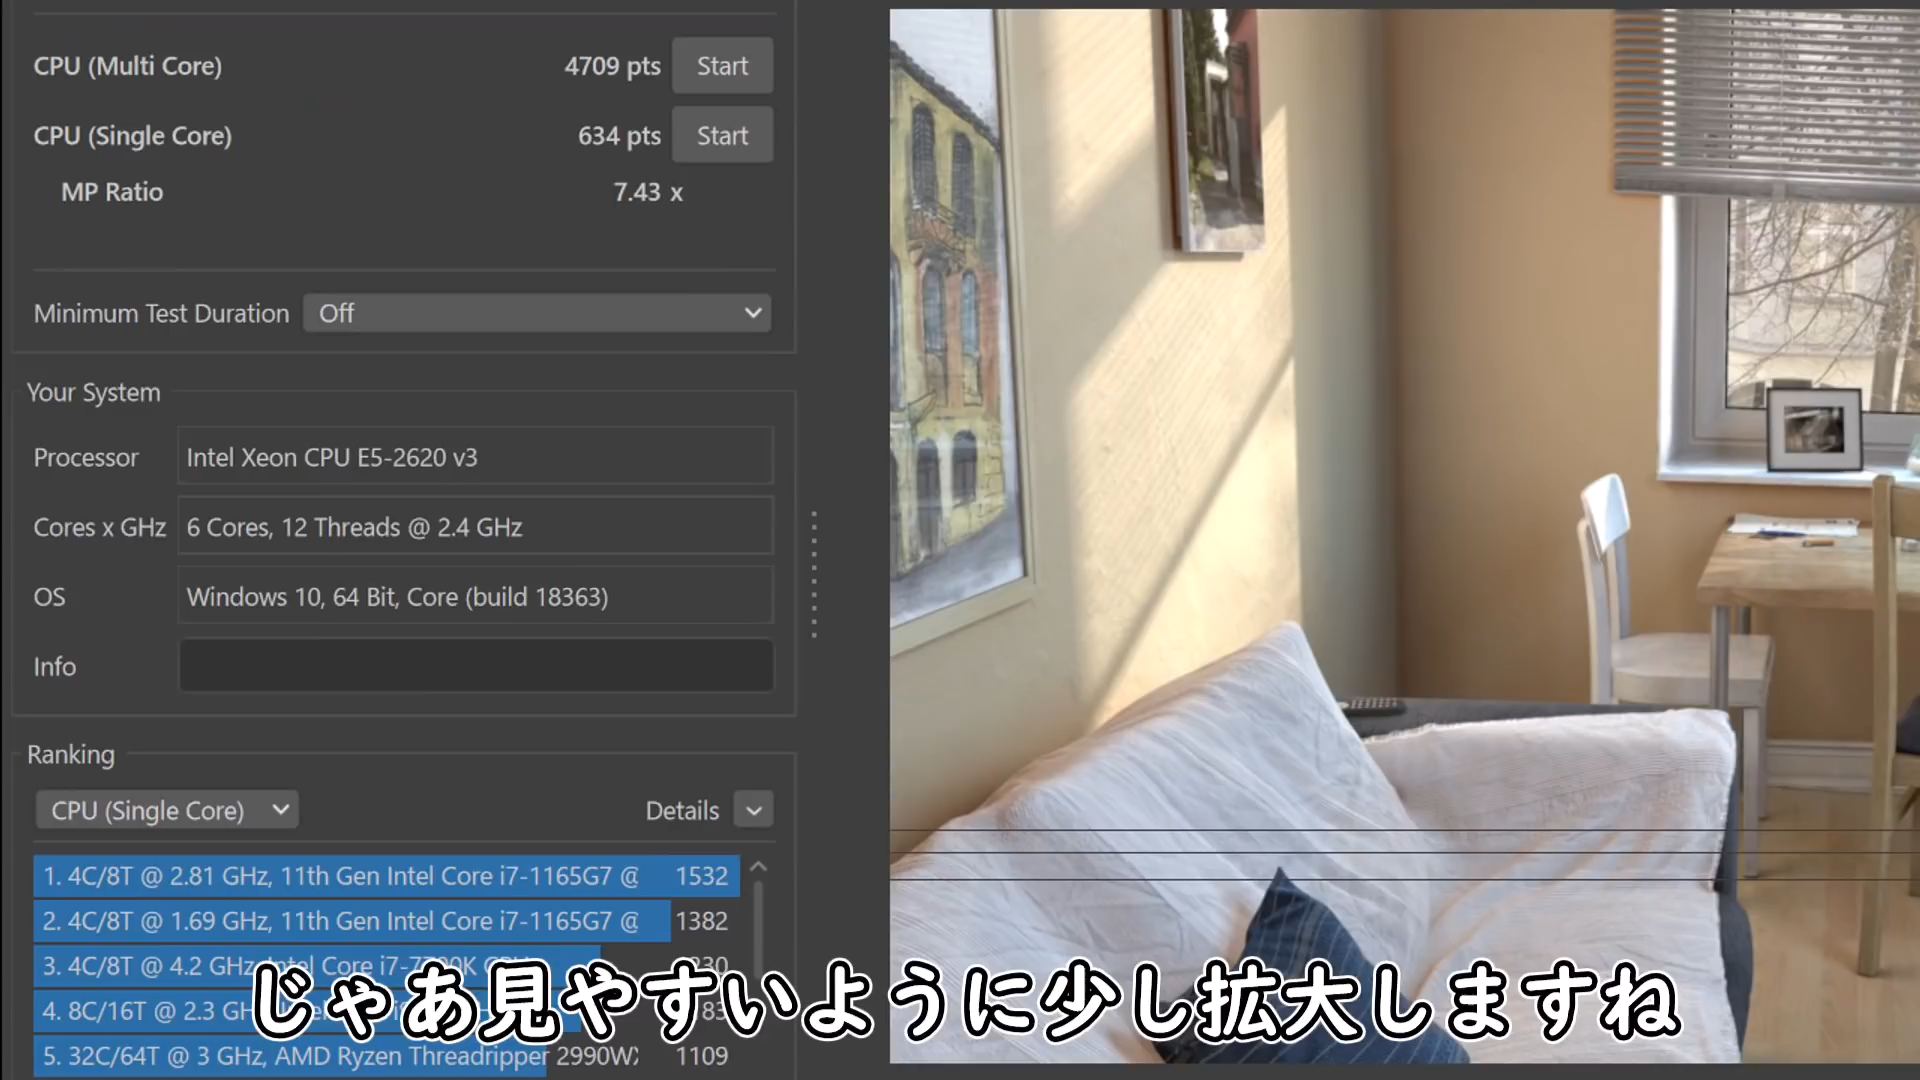 CPU (Multi Core) 4709 pts Start
CPU (Single Core) 634 pts Start
MP Ratio 7.43 x
Minimum Test Duration Off
Your System
Processor Intel Xeon CPU E5-2620 v3
Cores x GHz 6 Cores, 12 Threads @ 2.4 GHz
OS Windows 10, 64 Bit, Core (build 18363)
Info
Ranking
CPU (Single Core) Details
1. 4C/8T @ 2.81 GHz, 11th Gen Intel Core i7-1165G7 @ 1532
2. 4C/8T @ 1.69 GHz, 11th Gen Intel Core i7-1165G7 @ 1382
3. 4C/8T @ 4.2 GHz, Intel Core
4. 8C/16T @ 2.3
5. 32C/64T @ 3 GHz, AMD Ryzen Threadripper 2990WX 1109
じゃあ見やすいように少し拡大しますね